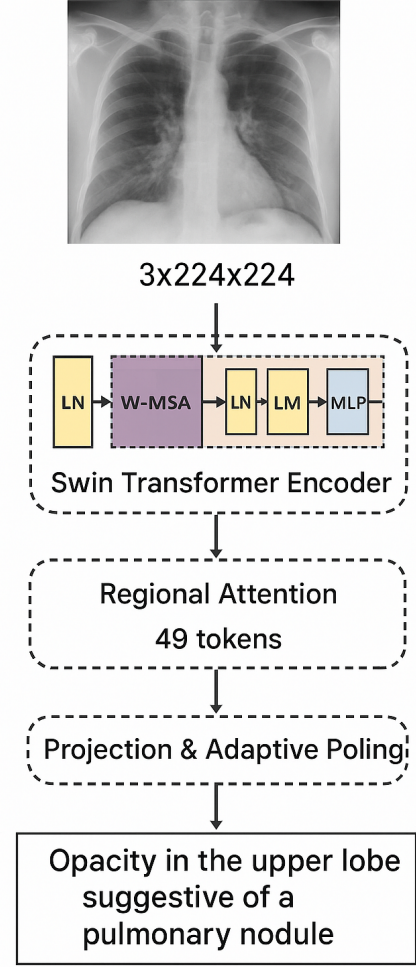 3x224x224
LN W-MSA LN LM MLP
Swin Transformer Encoder
Regional Attention
49 tokens
Projection & Adaptive Poling
Opacity in the upper lobe
suggestive of a
pulmonary nodule